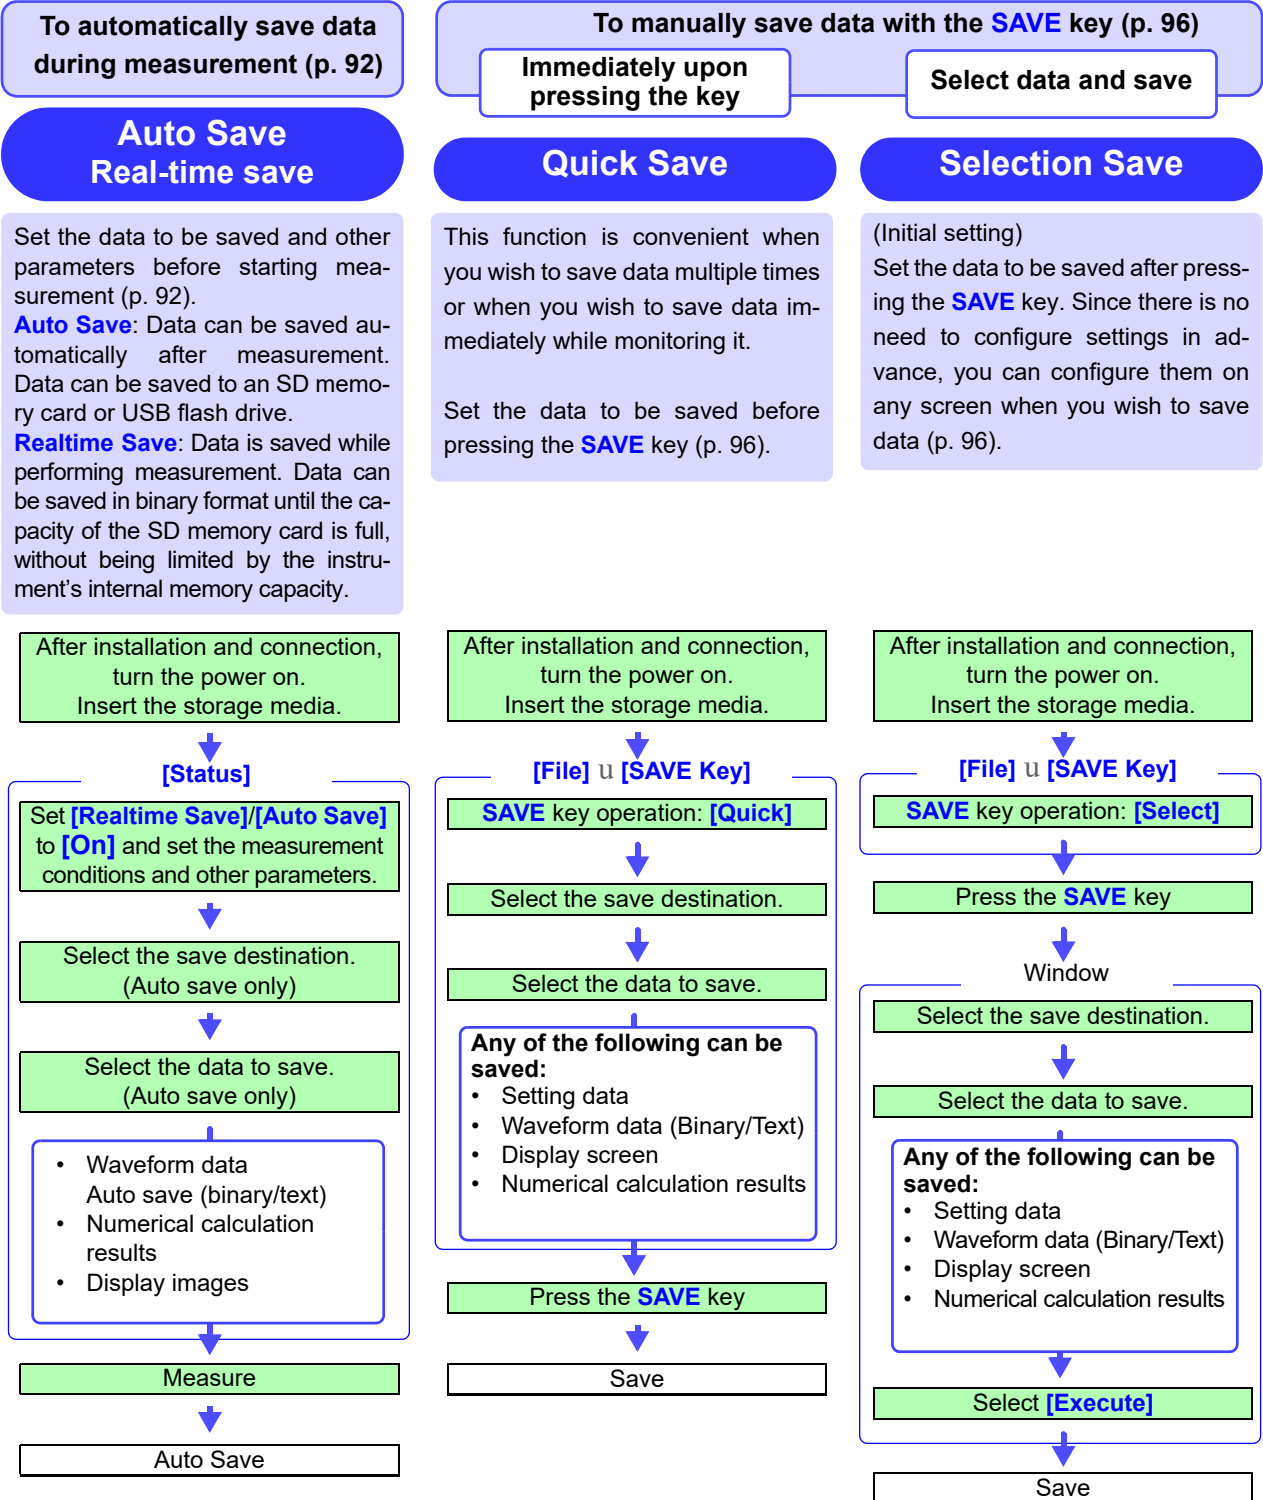 To automatically save data
during measurement (p. 92)
To manually save data with the SAVE key (p. 96)
Immediately upon
pressing the key
Select data and save
Auto Save
Real-time save
Quick Save
Selection Save
Set the data to be saved and other
parameters before starting mea-
surement (p. 92).
Auto Save: Data can be saved au-
tomatically after measurement.
Data can be saved to an SD memo-
ry card or USB flash drive.
Realtime Save: Data is saved while
performing measurement. Data can
be saved in binary format until the ca-
pacity of the SD memory card is full,
without being limited by the instru-
ment’s internal memory capacity.
This function is convenient when
you wish to save data multiple times
or when you wish to save data im-
mediately while monitoring it.
Set the data to be saved before
pressing the SAVE key (p. 96).
(Initial setting)
Set the data to be saved after press-
ing the SAVE key. Since there is no
need to configure settings in ad-
vance, you can configure them on
any screen when you wish to save
data (p. 96).
After installation and connection,
turn the power on.
Insert the storage media.
[Status]
Set [Realtime Save]/[Auto Save]
to [On] and set the measurement
conditions and other parameters.
Select the save destination.
(Auto save only)
Select the data to save.
(Auto save only)
• Waveform data
Auto save (binary/text)
• Numerical calculation
results
• Display images
Measure
Auto Save
After installation and connection,
turn the power on.
Insert the storage media.
[File] u [SAVE Key]
SAVE key operation: [Quick]
Select the save destination.
Select the data to save.
Any of the following can be
saved:
• Setting data
• Waveform data (Binary/Text)
• Display screen
• Numerical calculation results
Press the SAVE key
Save
After installation and connection,
turn the power on.
Insert the storage media.
[File] u [SAVE Key]
SAVE key operation: [Select]
Press the SAVE key
Window
Select the save destination.
Select the data to save.
Any of the following can be
saved:
• Setting data
• Waveform data (Binary/Text)
• Display screen
• Numerical calculation results
Select [Execute]
Save